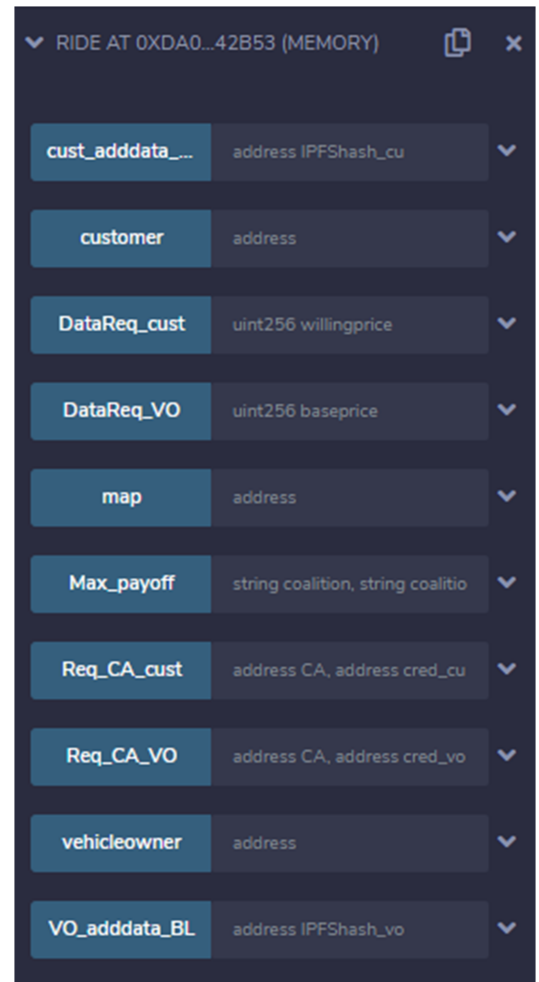 RIDE AT 0XDA0...42B53 (MEMORY)
cust_adddata_... address IPFShash_cu
customer address
DataReq_cust uint256 willingprice
DataReq_VO uint256 baseprice
map address
Max_payoff string coalition, string coalitio
Req_CA_cust address CA, address cred_cu
Req_CA_VO address CA, address cred_vo
vehicleowner address
VO_adddata_BL address IPFShash_vo